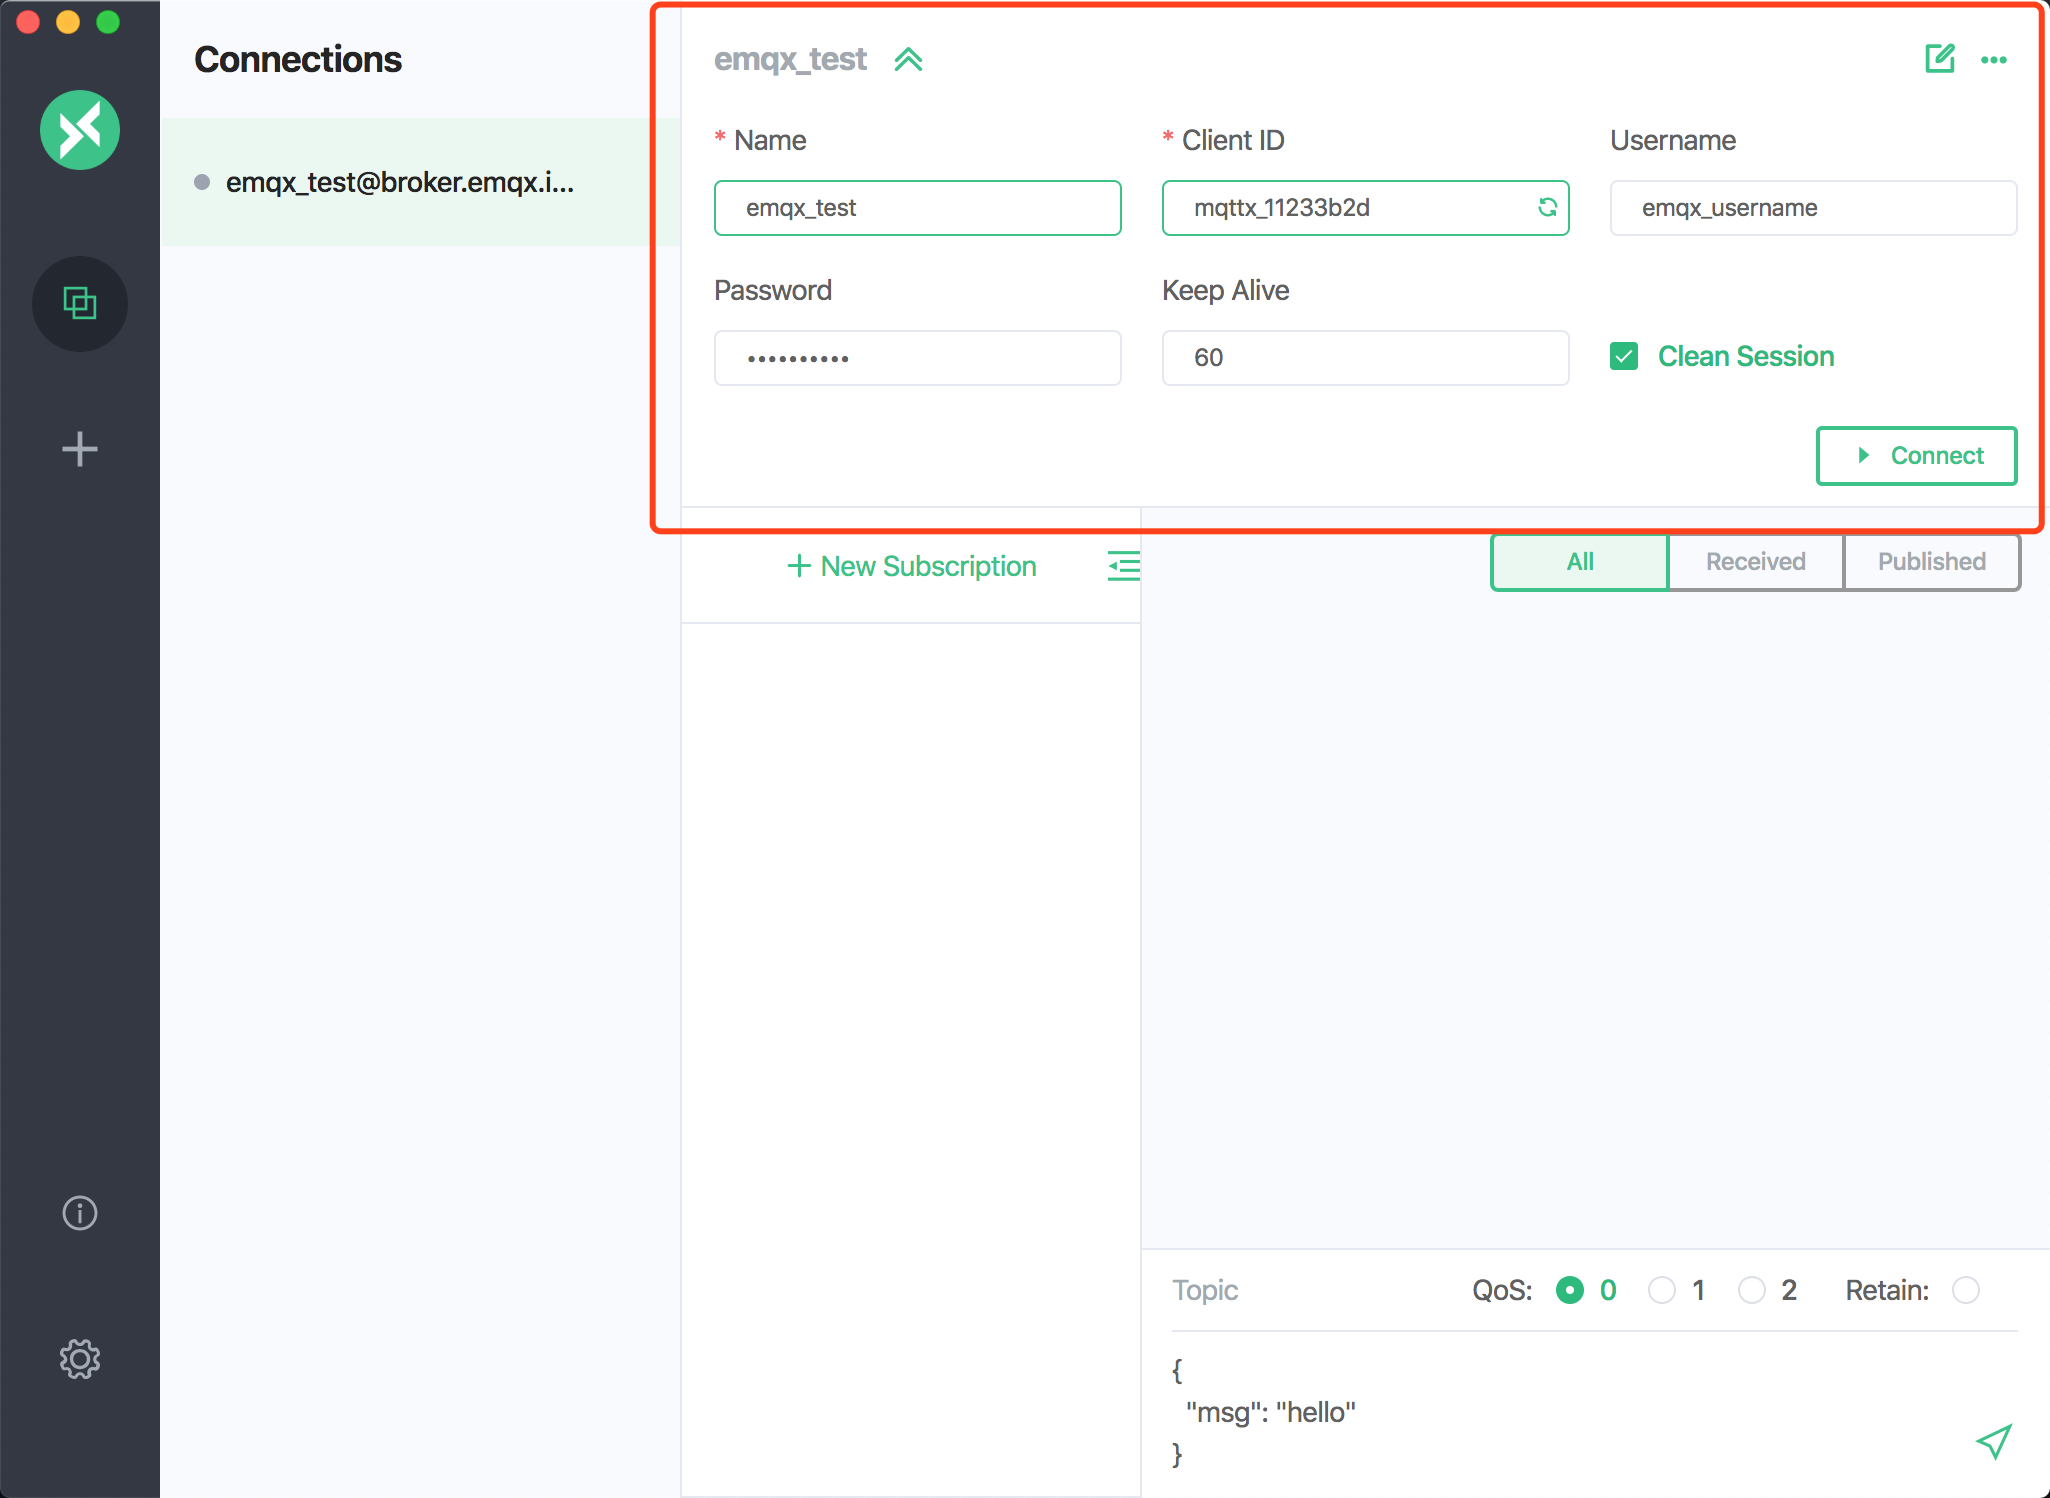 Connections
emqx_test@broker.emqx.i...
emqx_test
* Name
* Client ID
Username
emqx_test
mqttx_11233b2d
emqx_username
Password
Keep Alive
••••••••••
60
Clean Session
Connect
New Subscription
All
Received
Published
Topic
QoS: 0 1 2 Retain:
{
"msg": "hello"
}